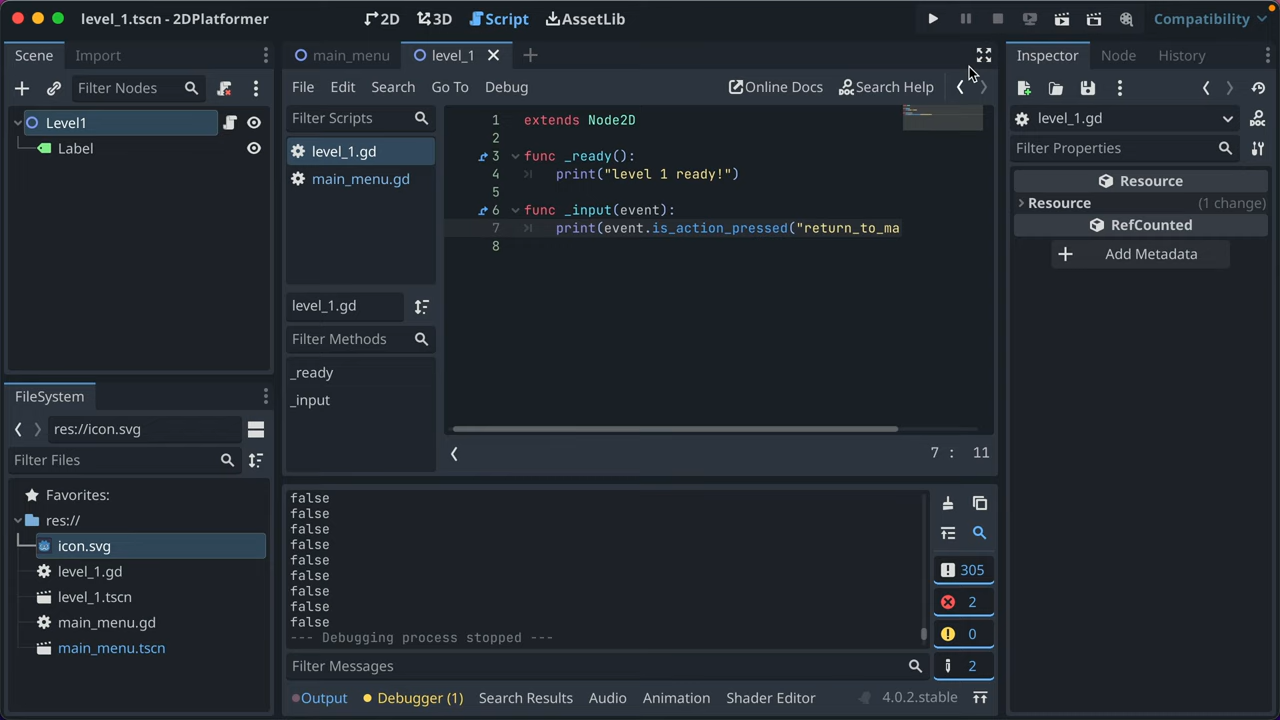 level_1.tscn - 2DPlatformer
2D
3D
Script
AssetLib
Compatibility
Scene
Import
Filter Nodes
Level1
Label
main_menu
level_1
File
Edit
Search
Go To
Debug
Online Docs
Search Help
Filter Scripts
level_1.gd
main_menu.gd
level_1.gd
Filter Methods
_ready
_input
1 extends Node2D
2
3 func _ready():
4 print("level 1 ready!")
5
6 func _input(event):
7 print(event.is_action_pressed("return_to_ma
8
7 : 11
Inspector
Node
History
level_1.gd
Filter Properties
Resource
Resource (1 change)
RefCounted
Add Metadata
FileSystem
res://icon.svg
Filter Files
Favorites:
res://
icon.svg
level_1.gd
level_1.tscn
main_menu.gd
main_menu.tscn
false
false
false
false
false
false
false
false
false
--- Debugging process stopped ---
305
2
0
2
Filter Messages
Output
Debugger (1)
Search Results
Audio
Animation
Shader Editor
4.0.2.stable